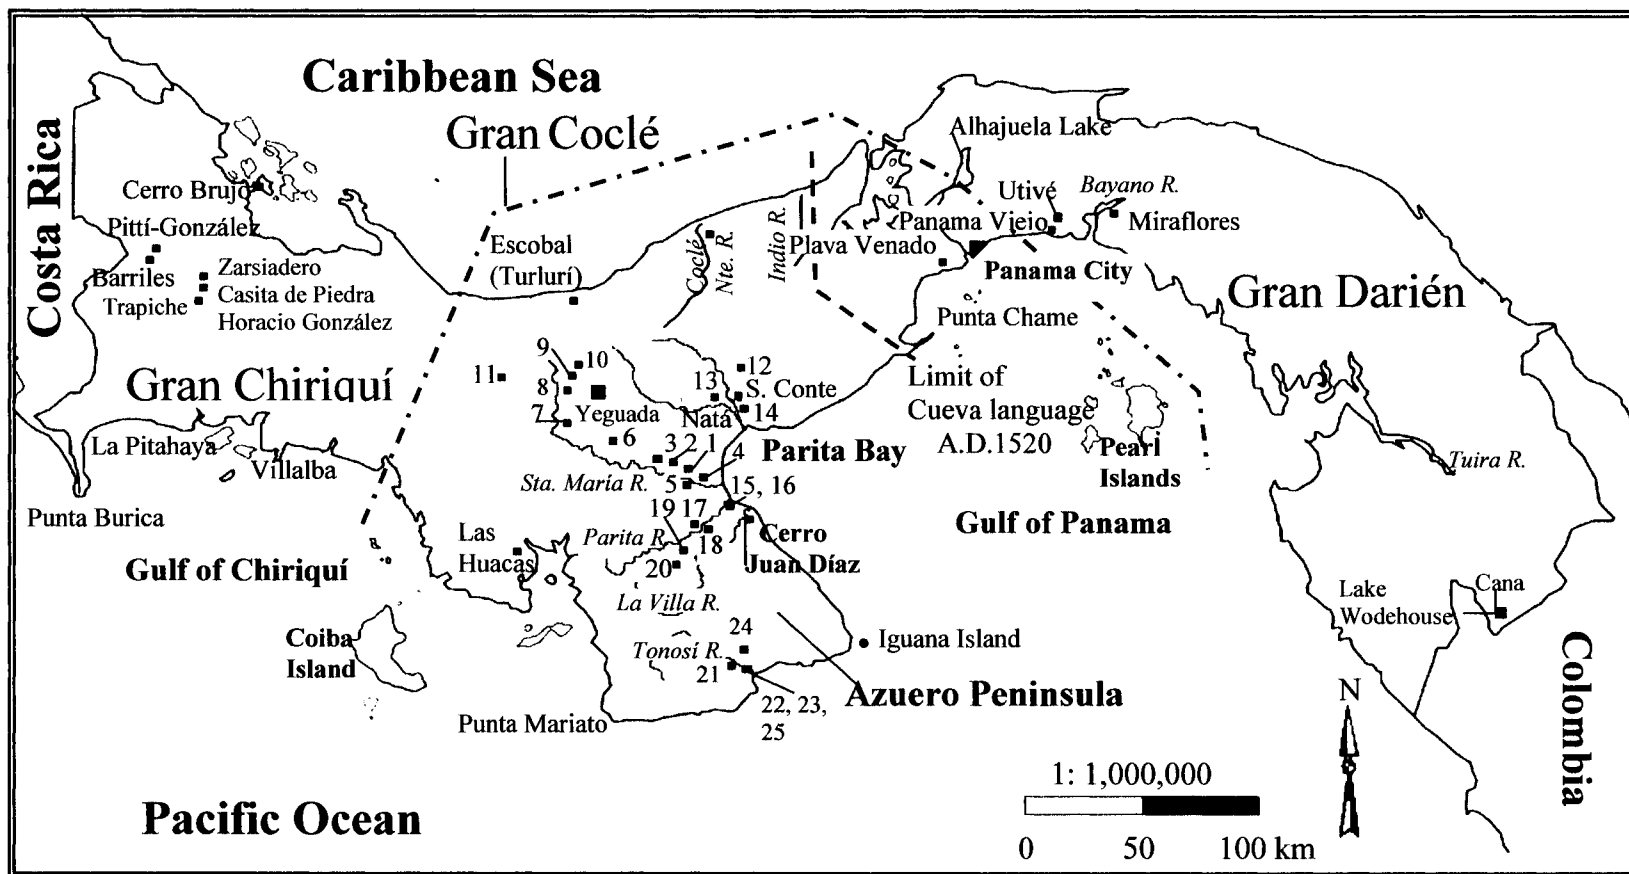 Caribbean Sea
Gran Coclé
Costa Rica
Alhajuela Lake
Cerro Brujo
Utivé
Bayano R.
Pittí-González
Escobal
(Turlurí)
Coclé
Nte. R.
Indio R.
Panama Viejo
Miraflores
Plava Venado
Barriles
Zarsiadero
Panama City
Trapiche
Casita de Piedra
Horacio González
Gran Darién
Punta Chame
9
10
11
12
8
13
S. Conte
Limit of
Cueva language
A.D.1520
Gran Chiriquí
7
Yeguada
Natá
14
6
La Pitahaya
Villalba
3
2
1
4
Parita Bay
Pearl
Islands
Tuira R.
Sta. María R.
5
15, 16
Punta Burica
19
17
Gulf of Panama
Las
Huacas
Parita R.
18
Cerro
Juan Díaz
Gulf of Chiriquí
20
La Villa R.
Lake
Wodehouse
Cana
Coiba
Island
24
Iguana Island
Tonosí R.
21
Azuero Peninsula
22, 23,
25
Punta Mariato
N
Colombia
1: 1,000,000
Pacific Ocean
0
50
100 km